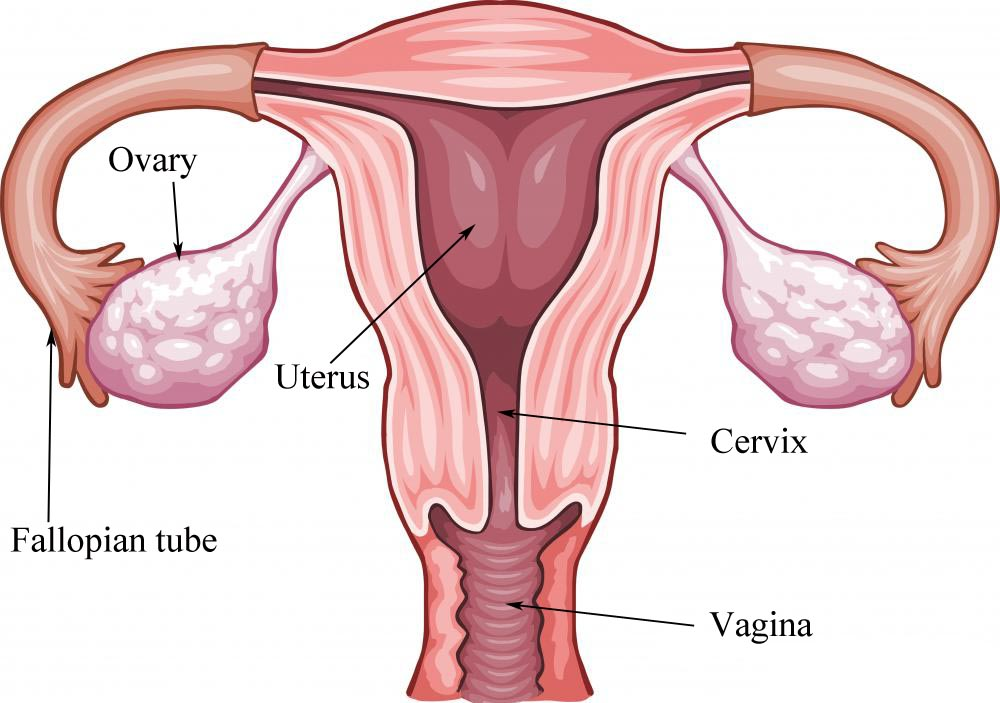 Ovary
Uterus
Cervix
Fallopian tube
Vagina